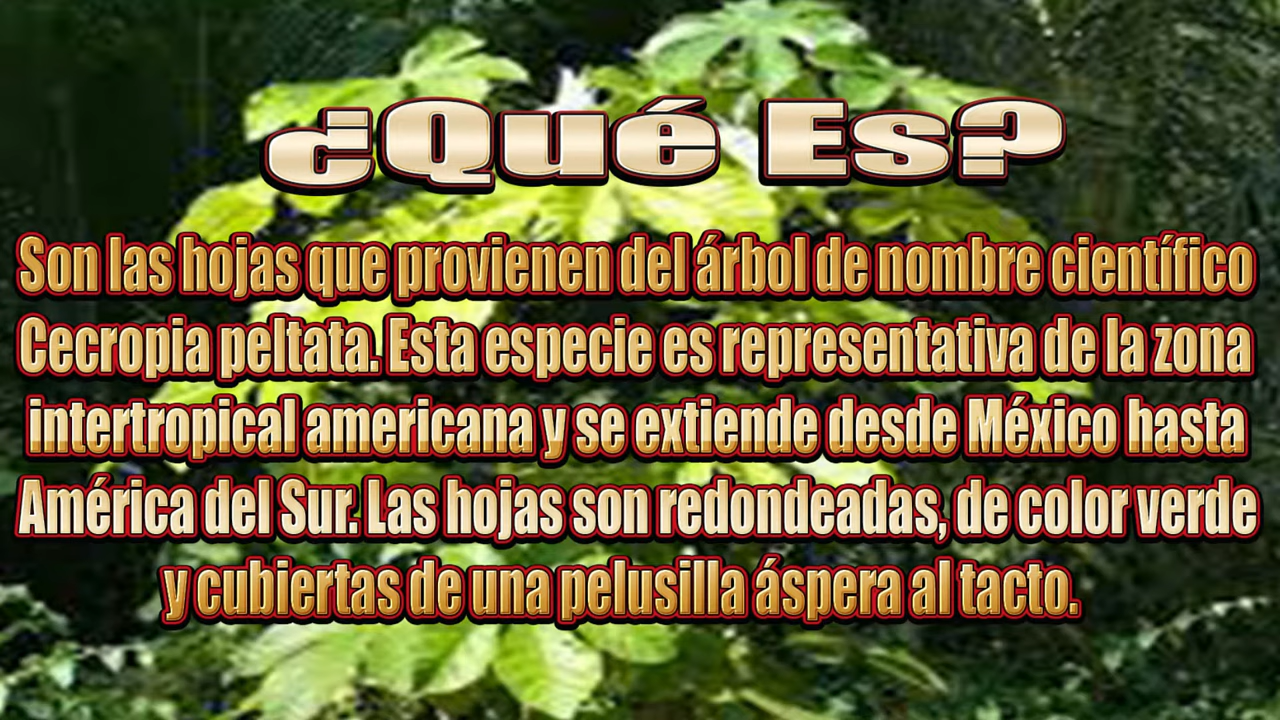 ¿Qué Es?
Son las hojas que provienen del árbol de nombre científico
Cecropia peltata. Esta especie es representativa de la zona
intertropical americana y se extiende desde México hasta
América del Sur. Las hojas son redondeadas, de color verde
y cubiertas de una pelusilla áspera al tacto.